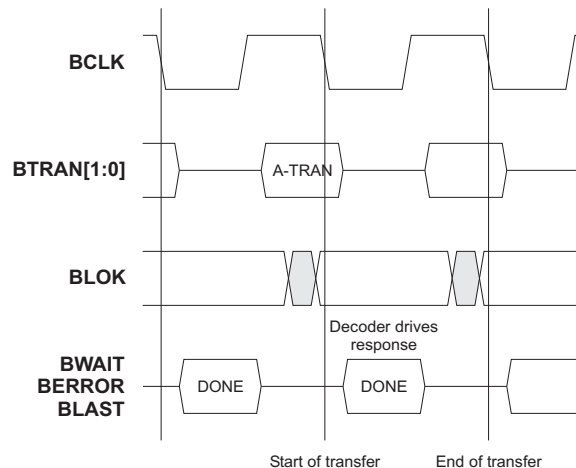 BCLK
BTRAN[1:0]
A-TRAN
BLOK
Decoder drives
response
BWAIT
BERROR
BLAST
DONE
DONE
Start of transfer
End of transfer